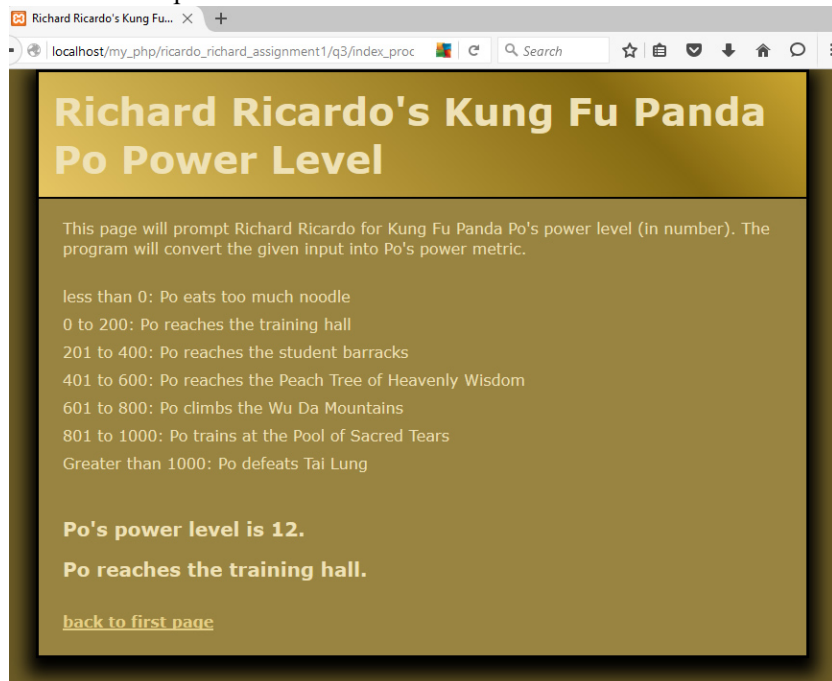 Richard Ricardo's Kung Fu...
localhost/my_php/ricardo_richard_assignment1/q3/index_proc
Search
Richard Ricardo's Kung Fu Panda
Po Power Level
This page will prompt Richard Ricardo for Kung Fu Panda Po's power level (in number). The
program will convert the given input into Po's power metric.
less than 0: Po eats too much noodle
0 to 200: Po reaches the training hall
201 to 400: Po reaches the student barracks
401 to 600: Po reaches the Peach Tree of Heavenly Wisdom
601 to 800: Po climbs the Wu Da Mountains
801 to 1000: Po trains at the Pool of Sacred Tears
Greater than 1000: Po defeats Tai Lung
Po's power level is 12.
Po reaches the training hall.
back to first page